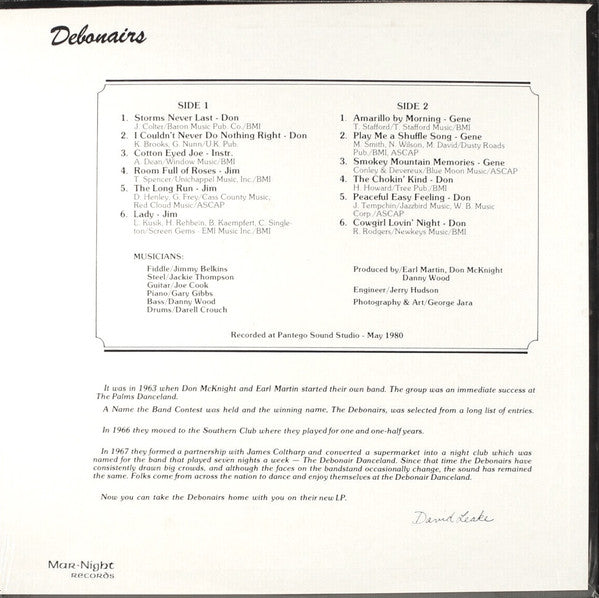 Debonairs
SIDE 1
1. Storms Never Last - Don
J. Colter/Baron Music Pub. Co./BMI
2. I Couldn't Never Do Nothing Right - Don
K. Brooks, G. Nunn/U.K. Pub.
3. Cotton Eyed Joe - Instr.
A. Dean/Window Music/BMI
4. Room Full of Roses - Jim
T. Spencer/Unichappel Music Inc./BMI
5. The Long Run - Jim
D. Henley, G. Frey/Cass County Music,
Red Cloud Music/ASCAP
6. Lady - Jim
L. Kusik, H. Rehbein, B. Kaempfert, C. Single-
ton/Screen Gems - EMI Music Inc./BMI
SIDE 2
1. Amarillo by Morning - Gene
T. Stafford/T. Stafford Music/BMI
2. Play Me a Shuffle Song - Gene
M. Smith, N. Wilson, M. David/Dusty Roads
Pub./BMI, ASCAP
3. Smokey Mountain Memories - Gene
Conley & Devereux/Blue Moon Music/ASCAP
4. The Chokin' Kind - Don
H. Howard/Tree Pub./BMI
5. Peaceful Easy Feeling - Don
J. Tempchin/Jazzbird Music, W. B. Music
Corp./ASCAP
6. Cowgirl Lovin' Night - Don
R. Rodgers/Newkeys Music/BMI
MUSICIANS:
Fiddle/Jimmy Belkins
Steel/Jackie Thompson
Guitar/Joe Cook
Piano/Gary Gibbs
Bass/Danny Wood
Drums/Darell Crouch
Produced by/Earl Martin, Don McKnight
Danny Wood
Engineer/Jerry Hudson
Photography & Art/George Jara
Recorded at Pantego Sound Studio - May 1980
It was in 1963 when Don McKnight and Earl Martin started their own band. The group was an immediate success at
The Palms Danceland.
A Name the Band Contest was held and the winning name, The Debonairs, was selected from a long list of entries.
In 1966 they moved to the Southern Club where they played for one and one-half years.
In 1967 they formed a partnership with James Coltharp and converted a supermarket into a night club which was
named for the band that played seven nights a week — The Debonair Danceland. Since that time the Debonairs have
consistently drawn big crowds, and although the faces on the bandstand occasionally change, the sound has remained
the same. Folks come from across the nation to dance and enjoy themselves at the Debonair Danceland.
Now you can take the Debonairs home with you on their new LP.
David Leake
Mar-Night
RECORDS